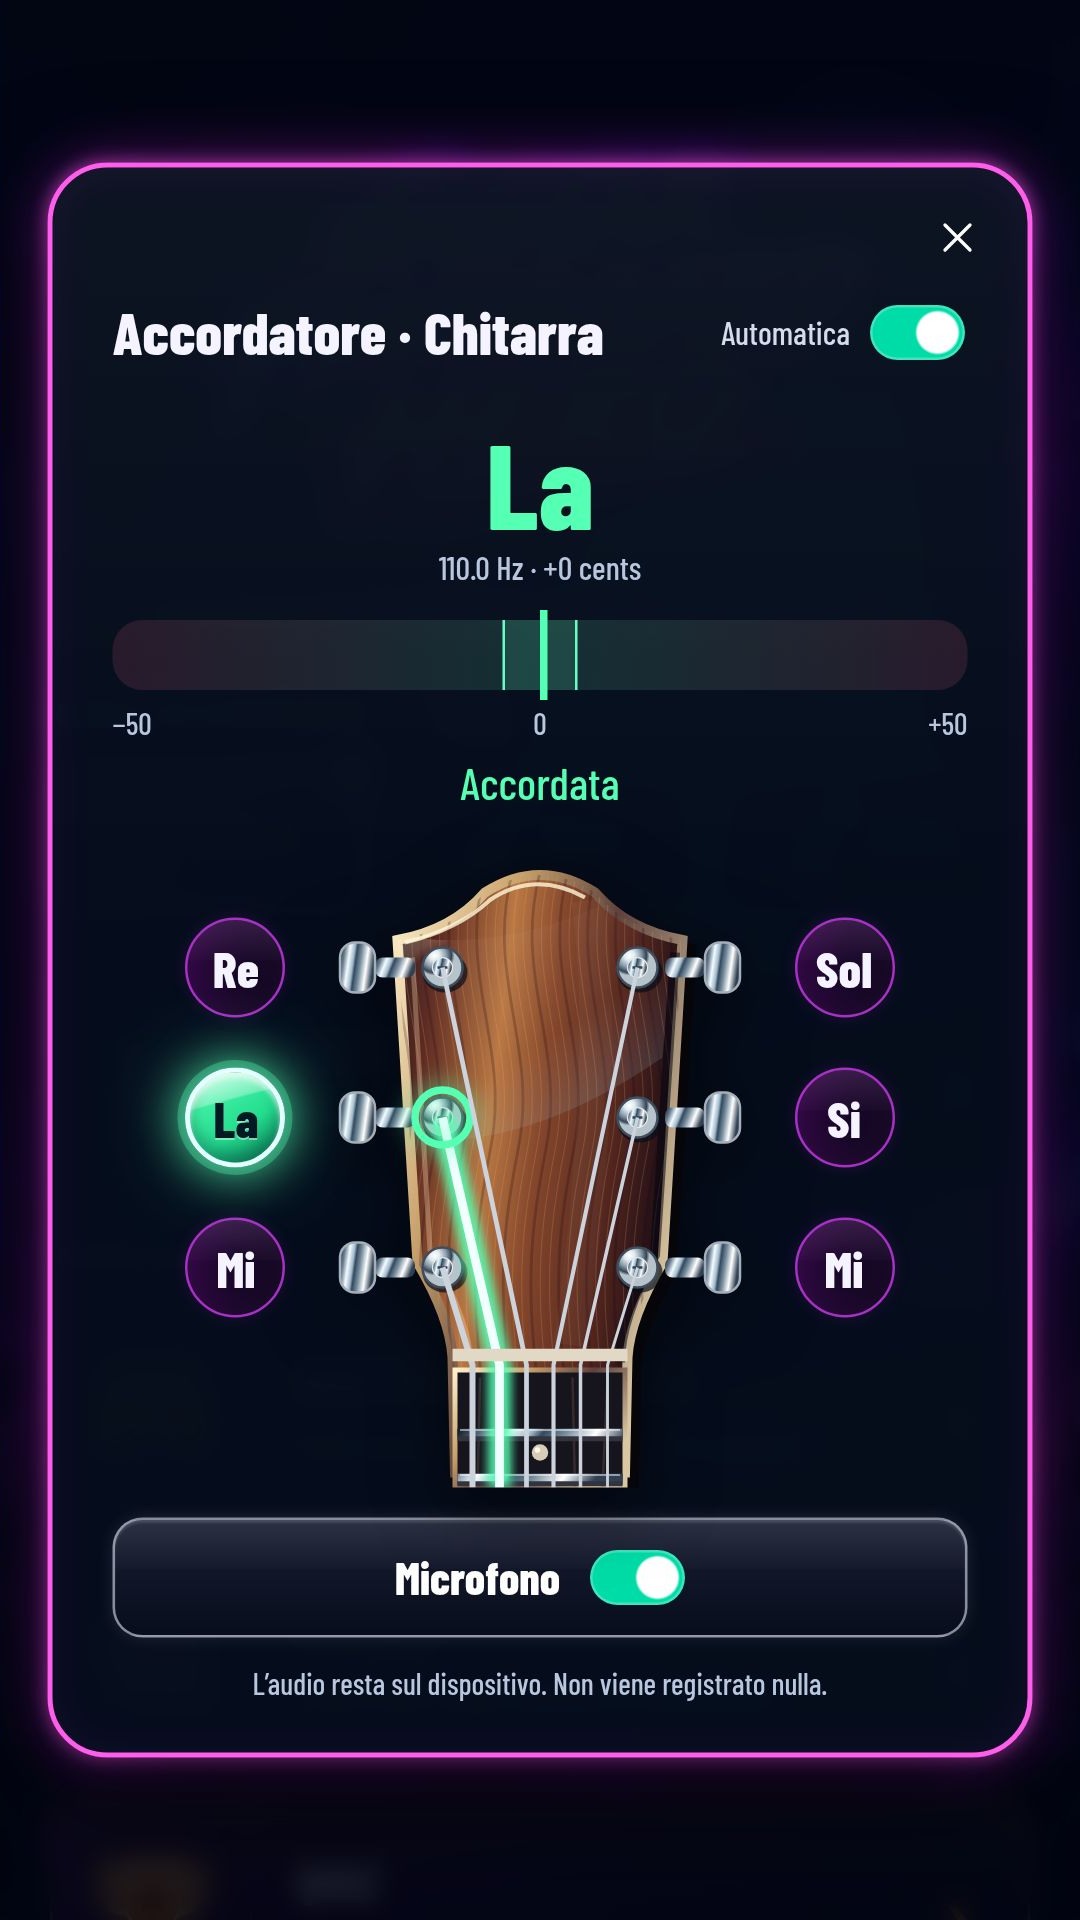 Accordatore · Chitarra
Automatica
La
110.0 Hz · +0 cents
−50
0
+50
Accordata
Re
Sol
La
Si
Mi
Mi
Microfono
L’audio resta sul dispositivo. Non viene registrato nulla.